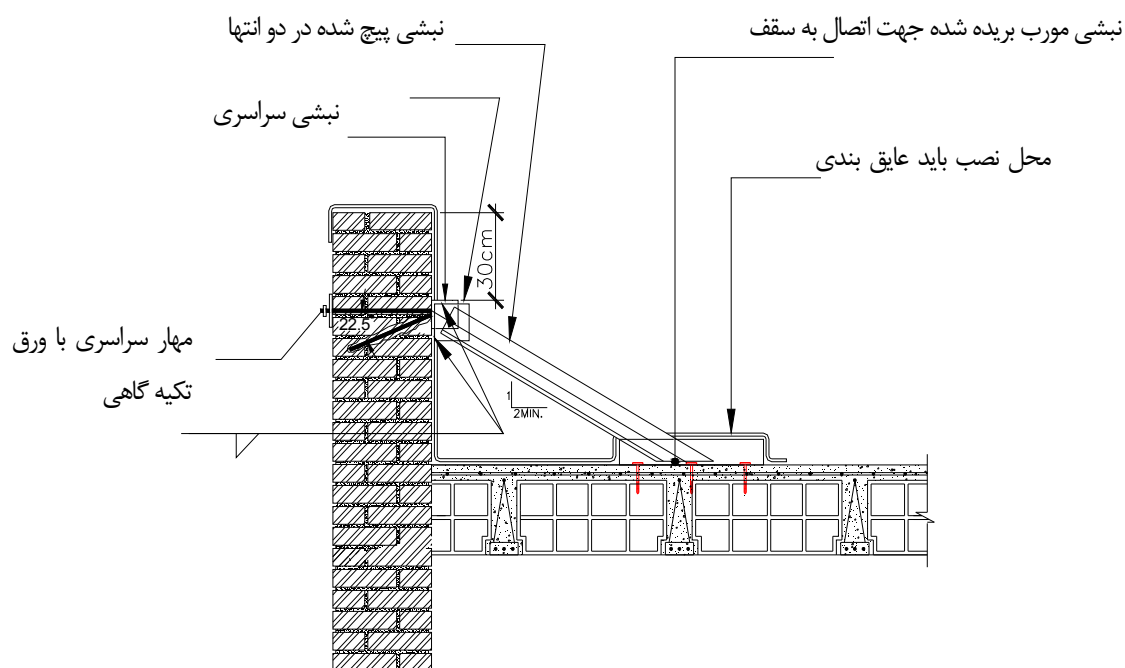 نبشی مورب بریده شده جهت اتصال به سقف
نبشی پیچ شده در دو انتها
نبشی سراسری
محل نصب باید عایق بندی
30cm
22.5
مهار سراسری با ورق
تکیه گاهی
1
2MIN.